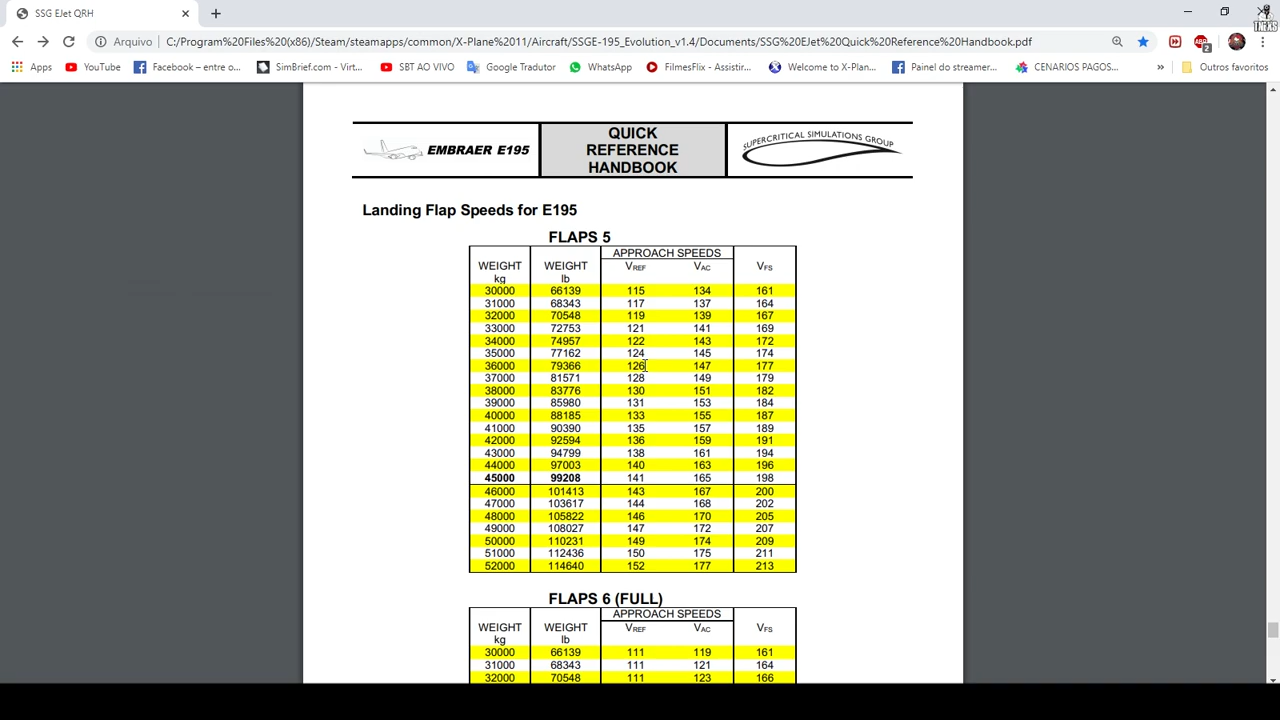 SSG EJet QRH
Arquivo C:/Program%20Files%20(x86)/Steam/steamapps/common/X-Plane%2011/Aircraft/SSGE-195_Evolution_v1.4/Documents/SSG%20EJet%20Quick%20Reference%20Handbook.pdf
Apps YouTube Facebook – entre o... SimBrief.com - Virt... SBT AO VIVO Google Tradutor WhatsApp FilmesFlix - Assistir... Welcome to X-Plan... Painel do streamer... CENARIOS PAGOS... » Outros favoritos
EMBRAER E195
QUICK
REFERENCE
HANDBOOK
SUPERCRITICAL SIMULATIONS GROUP
Landing Flap Speeds for E195
FLAPS 5
APPROACH SPEEDS
WEIGHT WEIGHT VREF VAC VFS
kg lb
30000 66139 115 134 161
31000 68343 117 137 164
32000 70548 119 139 167
33000 72753 121 141 169
34000 74957 122 143 172
35000 77162 124 145 174
36000 79366 126 147 177
37000 81571 128 149 179
38000 83776 130 151 182
39000 85980 131 153 184
40000 88185 133 155 187
41000 90390 135 157 189
42000 92594 136 159 191
43000 94799 138 161 194
44000 97003 140 163 196
45000 99208 141 165 198
46000 101413 143 167 200
47000 103617 144 168 202
48000 105822 146 170 205
49000 108027 147 172 207
50000 110231 149 174 209
51000 112436 150 175 211
52000 114640 152 177 213
FLAPS 6 (FULL)
APPROACH SPEEDS
WEIGHT WEIGHT VREF VAC VFS
kg lb
30000 66139 111 119 161
31000 68343 111 121 164
32000 70548 111 123 166